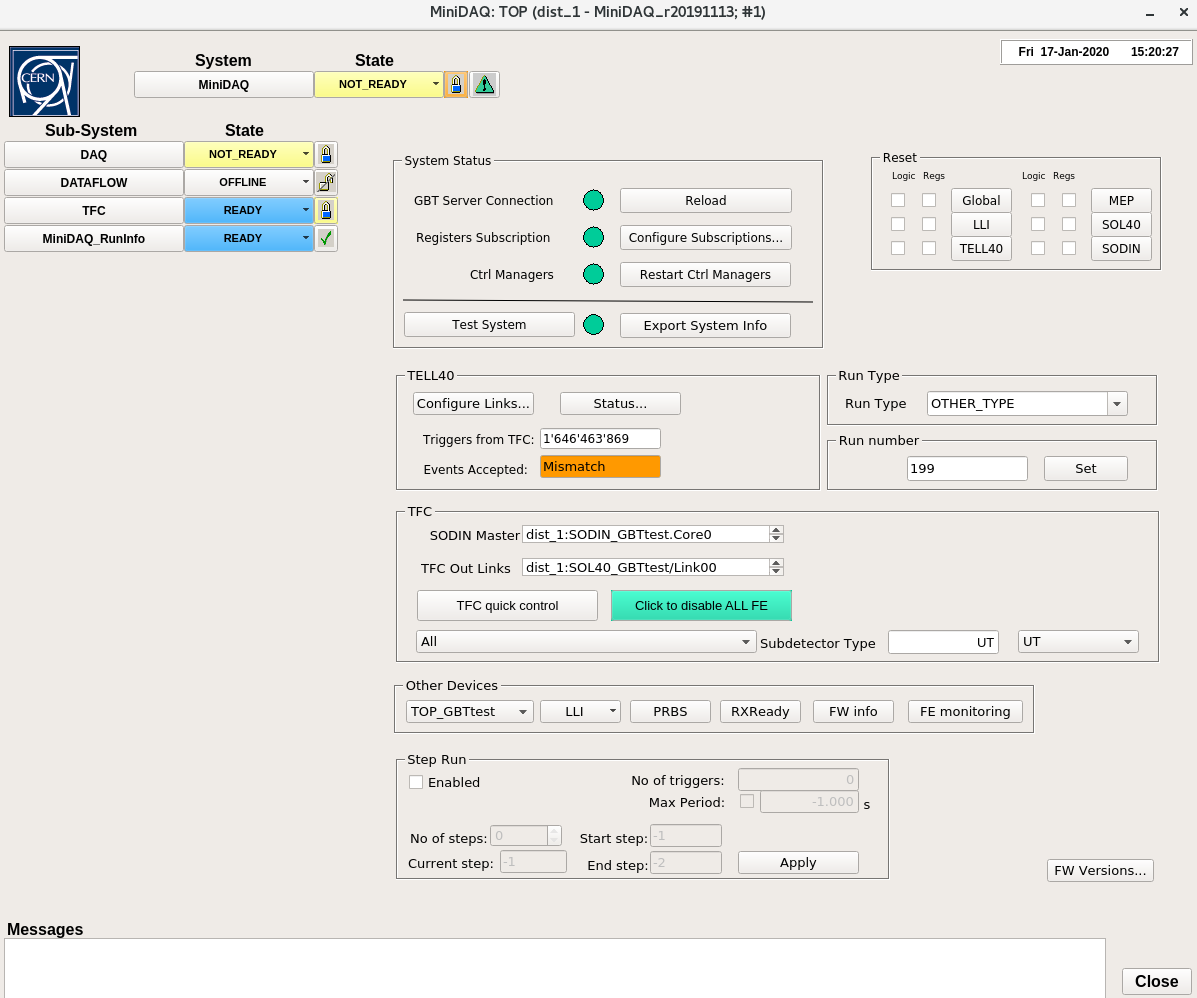 MiniDAQ: TOP (dist_1 - MiniDAQ_r20191113; #1)
Fri 17-Jan-2020 15:20:27
CERN
System State
MiniDAQ NOT_READY
Sub-System State
DAQ NOT_READY
DATAFLOW OFFLINE
TFC READY
MiniDAQ_RunInfo READY
System Status
GBT Server Connection Reload
Registers Subscription Configure Subscriptions...
Ctrl Managers Restart Ctrl Managers
Test System Export System Info
Reset
Logic Regs Logic Regs
Global MEP
LLI SOL40
TELL40 SODIN
TELL40
Configure Links... Status...
Triggers from TFC: 1'646'463'869
Events Accepted: Mismatch
Run Type
Run Type OTHER_TYPE
Run number
199 Set
TFC
SODIN Master dist_1:SODIN_GBTtest.Core0
TFC Out Links dist_1:SOL40_GBTtest/Link00
TFC quick control Click to disable ALL FE
All Subdetector Type UT UT
Other Devices
TOP_GBTtest LLI PRBS RXReady FW info FE monitoring
Step Run
Enabled No of triggers: 0
Max Period: -1.000 s
No of steps: 0 Start step: -1
Current step: -1 End step: -2 Apply
FW Versions...
Messages
Close